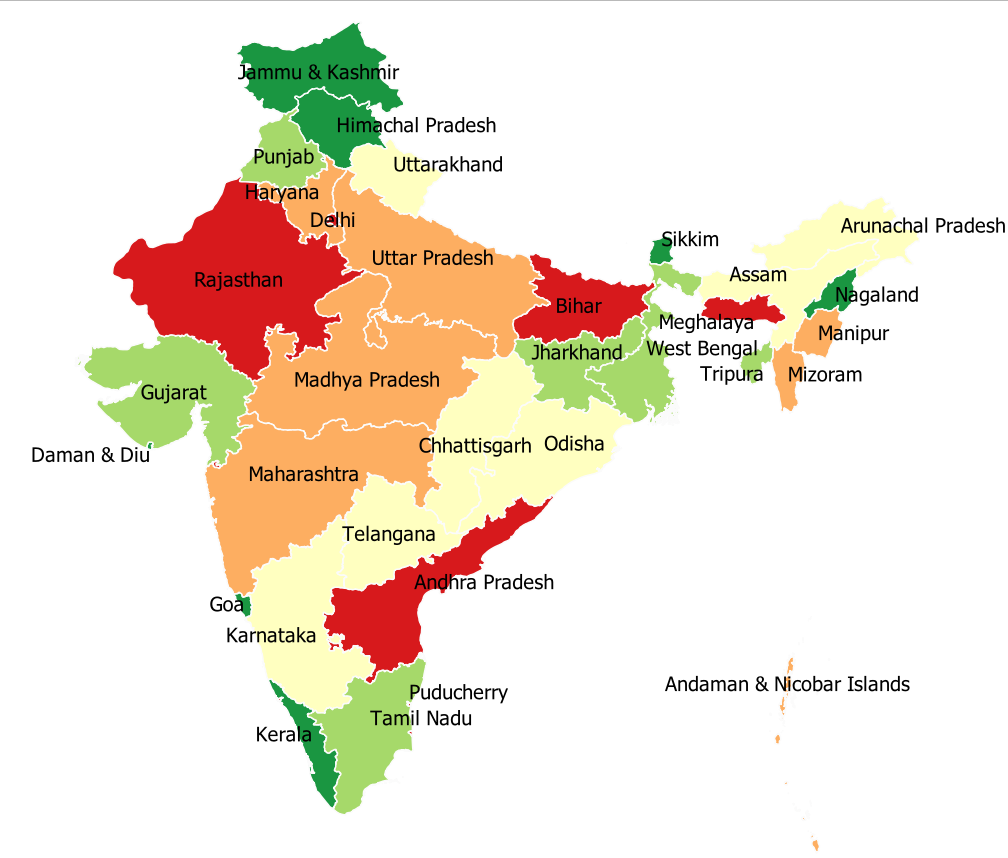 Jammu & Kashmir
Himachal Pradesh
Punjab
Uttarakhand
Haryana
Delhi
Arunachal Pradesh
Sikkim
Uttar Pradesh
Assam
Rajasthan
Nagaland
Bihar
Meghalaya
Manipur
West Bengal
Jharkhand
Tripura
Mizoram
Madhya Pradesh
Gujarat
Chhattisgarh
Odisha
Daman & Diu
Maharashtra
Telangana
Andhra Pradesh
Goa
Karnataka
Andaman & Nicobar Islands
Puducherry
Tamil Nadu
Kerala